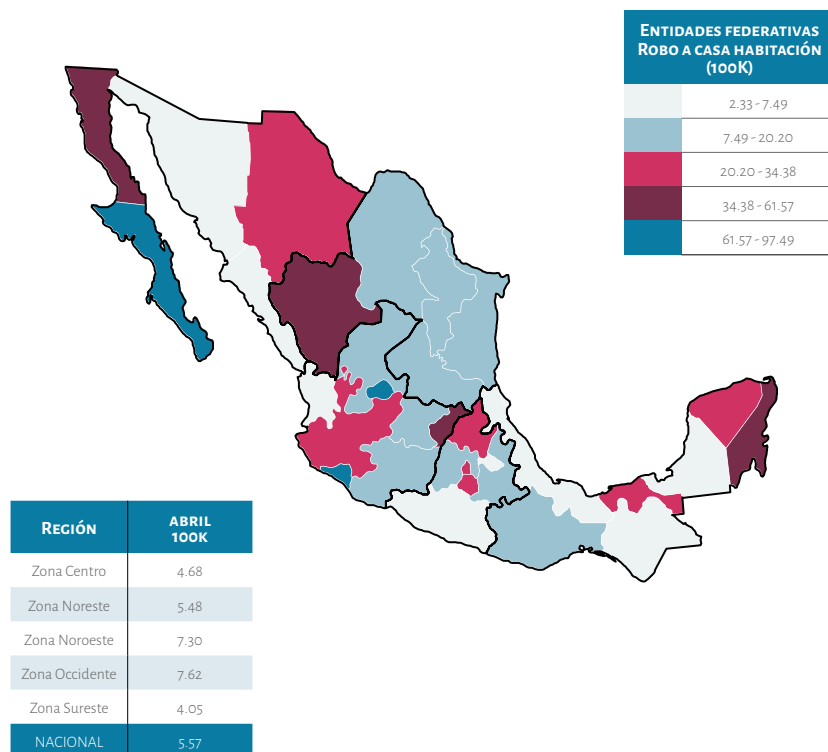 Entidades federativas
Robo a casa habitación
(100K)
2.33 - 7.49
7.49 - 20.20
20.20 - 34.38
34.38 - 61.57
61.57 - 97.49
Región abril 100k
Zona Centro 4.68
Zona Noreste 5.48
Zona Noroeste 7.30
Zona Occidente 7.62
Zona Sureste 4.05
NACIONAL 5.57